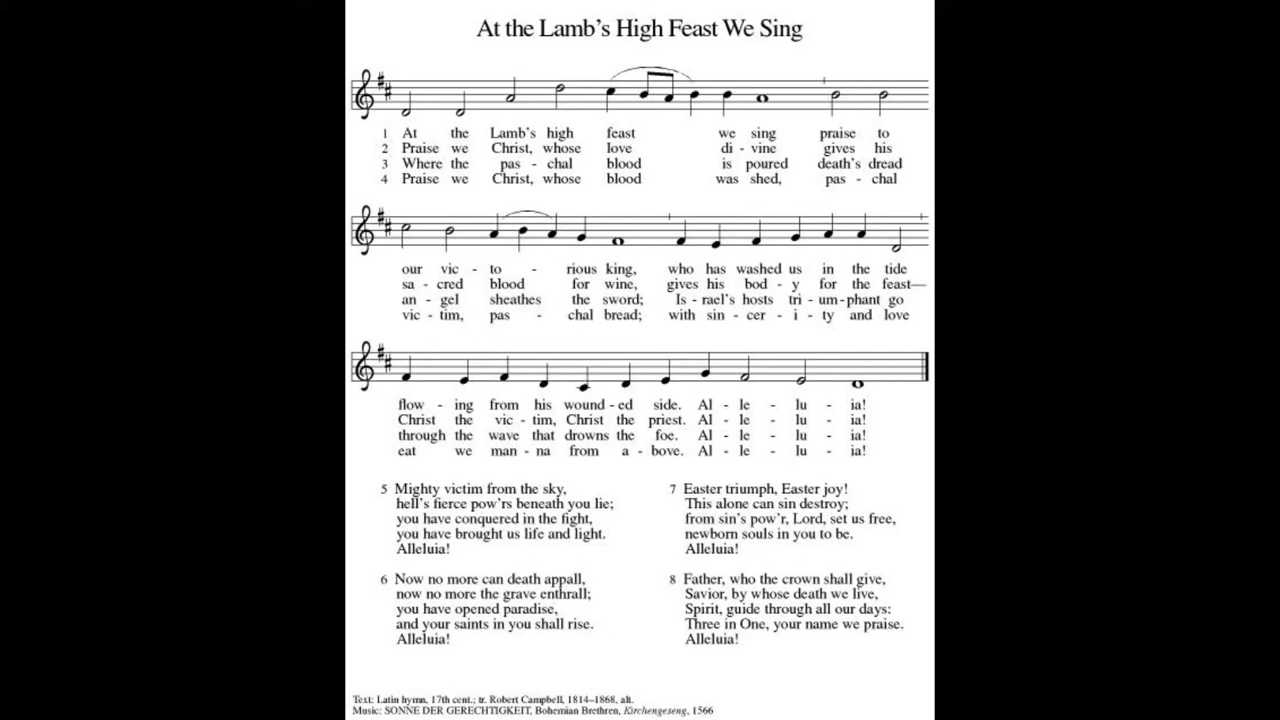 At the Lamb's High Feast We Sing
1 At the Lamb's high feast we sing praise to
2 Praise we Christ, whose love di - vine gives his
3 Where the pas - chal blood is poured death's dread
4 Praise we Christ, whose blood was shed, pas - chal
our vic - to - rious king, who has washed us in the tide
sa - cred blood for wine, gives his bod - y for the feast—
an - gel sheathes the sword; Is - rael's hosts tri - um - phant go
vic - tim, pas - chal bread; with sin - cer - i - ty and love
flow - ing from his wound - ed side. Al - le - lu - ia!
Christ the vic - tim, Christ the priest. Al - le - lu - ia!
through the wave that drowns the foe. Al - le - lu - ia!
eat we man - na from a - bove. Al - le - lu - ia!
5 Mighty victim from the sky,
hell's fierce pow'rs beneath you lie;
you have conquered in the fight,
you have brought us life and light.
Alleluia!
6 Now no more can death appall,
now no more the grave enthrall;
you have opened paradise,
and your saints in you shall rise.
Alleluia!
7 Easter triumph, Easter joy!
This alone can sin destroy;
from sin's pow'r, Lord, set us free,
newborn souls in you to be.
Alleluia!
8 Father, who the crown shall give,
Savior, by whose death we live,
Spirit, guide through all our days:
Three in One, your name we praise.
Alleluia!
Text: Latin hymn, 17th cent.; tr. Robert Campbell, 1814–1868, alt.
Music: SONNE DER GERECHTIGKEIT, Bohemian Brethren, Kirchengeseng, 1566